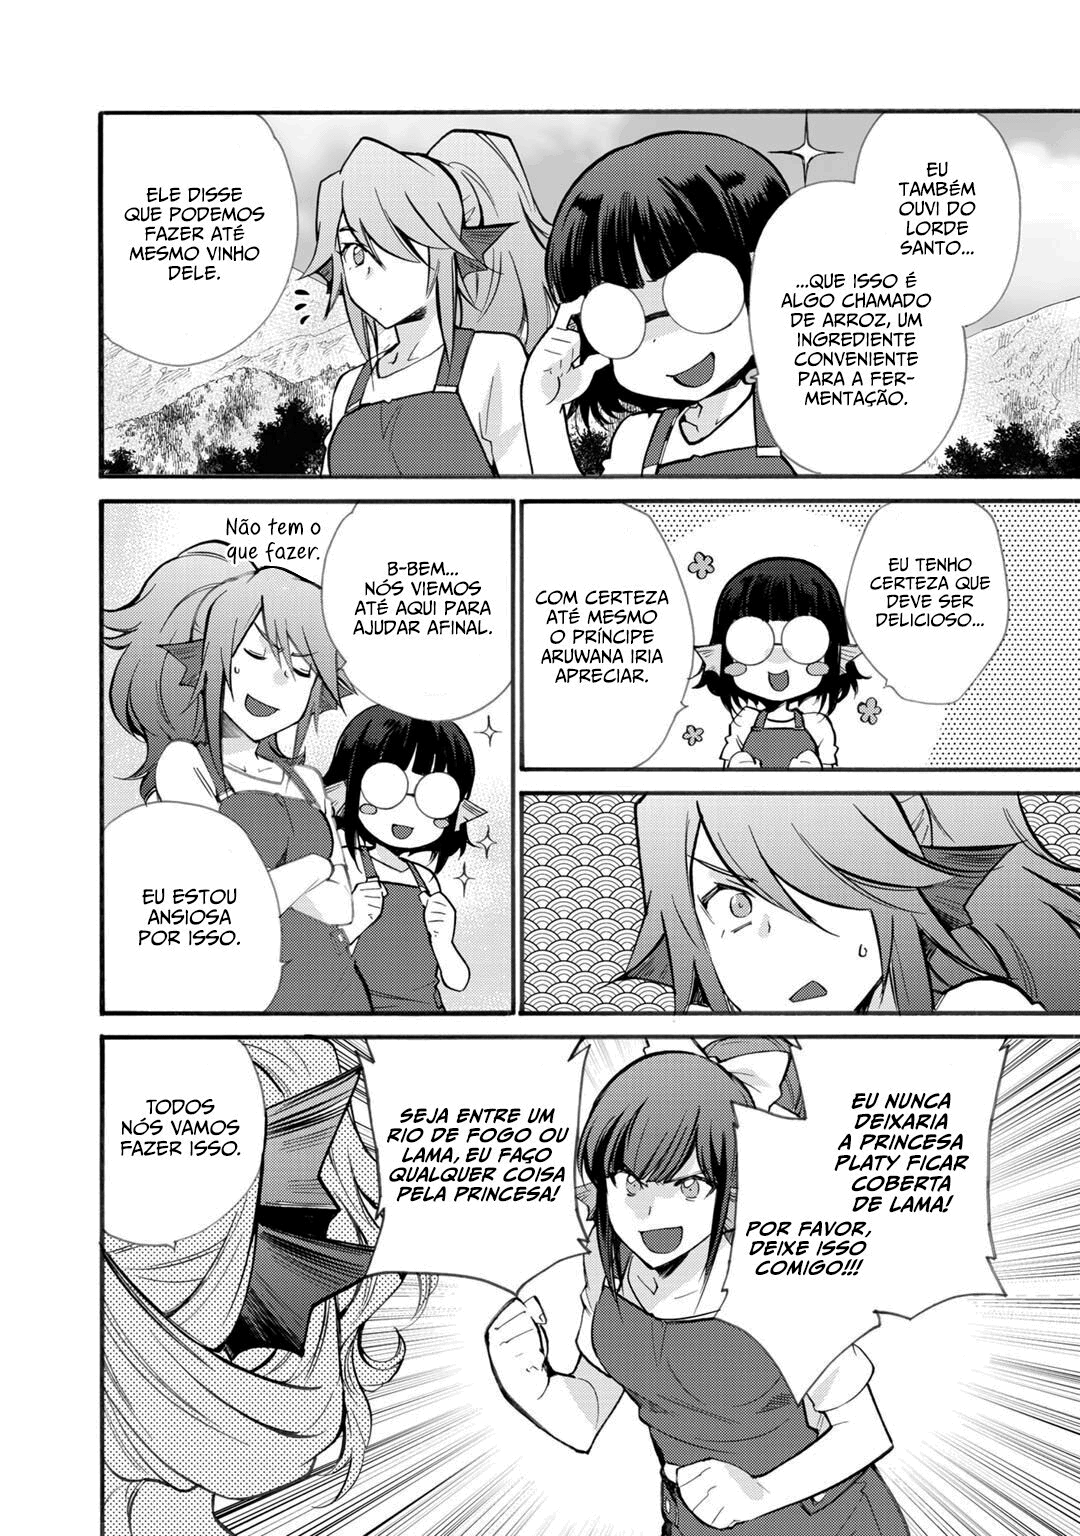 EU
TAMBÉM
OUVI DO
LORDE
SANTO...
...QUE ISSO É
ALGO CHAMADO
DE ARROZ, UM
INGREDIENTE
CONVENIENTE
PARA A FER-
MENTAÇÃO.
ELE DISSE
QUE PODEMOS
FAZER ATÉ
MESMO VINHO
DELE.
EU TENHO
CERTEZA QUE
DEVE SER
DELICIOSO...
COM CERTEZA
ATÉ MESMO
O PRÍNCIPE
ARUWANA IRIA
APRECIAR.
B-BEM...
NÓS VIEMOS
ATÉ AQUI PARA
AJUDAR AFINAL.
Não tem o
que fazer.
EU ESTOU
ANSIOSA
POR ISSO.
EU NUNCA
DEIXARIA
A PRINCESA
PLATY FICAR
COBERTA
DE LAMA!
POR FAVOR,
DEIXE ISSO
COMIGO!!!
SEJA ENTRE UM
RIO DE FOGO OU
LAMA, EU FAÇO
QUALQUER COISA
PELA PRINCESA!
TODOS
NÓS VAMOS
FAZER ISSO.